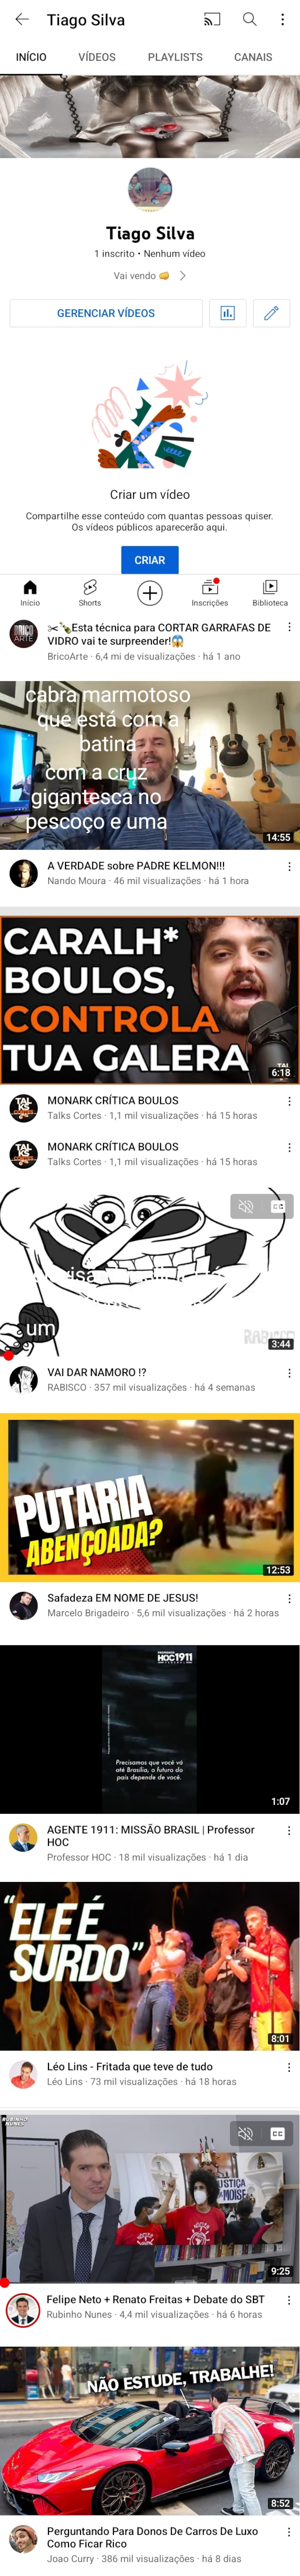 Tiago Silva
INÍCIO VÍDEOS PLAYLISTS CANAIS
Tiago Silva
1 inscrito • Nenhum vídeo
Vai vendo
GERENCIAR VÍDEOS
Criar um vídeo
Compartilhe esse conteúdo com quantas pessoas quiser.
Os vídeos públicos aparecerão aqui.
CRIAR
Início Shorts Inscrições Biblioteca
Esta técnica para CORTAR GARRAFAS DE
VIDRO vai te surpreender!
BricoArte · 6,4 mi de visualizações · há 1 ano
cabra marmotoso
que está com a
batina
com a cruz
gigantesca no
pescoço e uma
14:55
A VERDADE sobre PADRE KELMON!!!
Nando Moura · 46 mil visualizações · há 1 hora
CARALH*
BOULOS,
CONTROLA
TUA GALERA
6:18
MONARK CRÍTICA BOULOS
Talks Cortes · 1,1 mil visualizações · há 15 horas
MONARK CRÍTICA BOULOS
Talks Cortes · 1,1 mil visualizações · há 15 horas
CC
um
RABISCO
3:44
VAI DAR NAMORO !?
RABISCO · 357 mil visualizações · há 4 semanas
PUTARIA
ABENÇOADA?
12:53
Safadeza EM NOME DE JESUS!
Marcelo Brigadeiro · 5,6 mil visualizações · há 2 horas
HOC1911
Precisamos que você vá
até Brasília, o futuro do
país depende de você.
1:07
AGENTE 1911: MISSÃO BRASIL | Professor
HOC
Professor HOC · 18 mil visualizações · há 1 dia
“ELE É
SURDO”
8:01
Léo Lins - Fritada que teve de tudo
Léo Lins · 73 mil visualizações · há 18 horas
RUBINHO
NUNES
CC
9:25
Felipe Neto + Renato Freitas + Debate do SBT
Rubinho Nunes · 4,4 mil visualizações · há 6 horas
NÃO ESTUDE, TRABALHE!
8:52
Perguntando Para Donos De Carros De Luxo
Como Ficar Rico
Joao Curry · 386 mil visualizações · há 8 dias